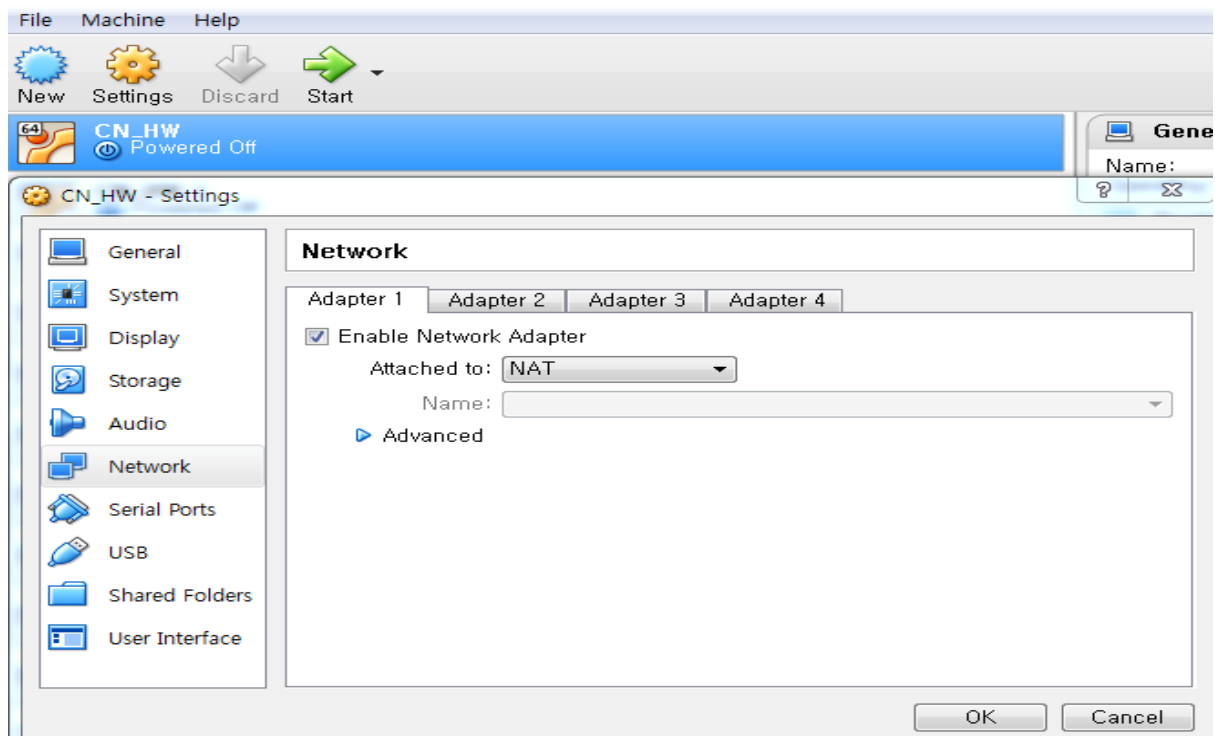 File Machine Help
New Settings Discard Start
64
CN_HW
Powered Off
Gene
Name:
CN_HW - Settings
General
System
Display
Storage
Audio
Network
Serial Ports
USB
Shared Folders
User Interface
Network
Adapter 1 Adapter 2 Adapter 3 Adapter 4
Enable Network Adapter
Attached to: NAT
Name:
Advanced
OK Cancel